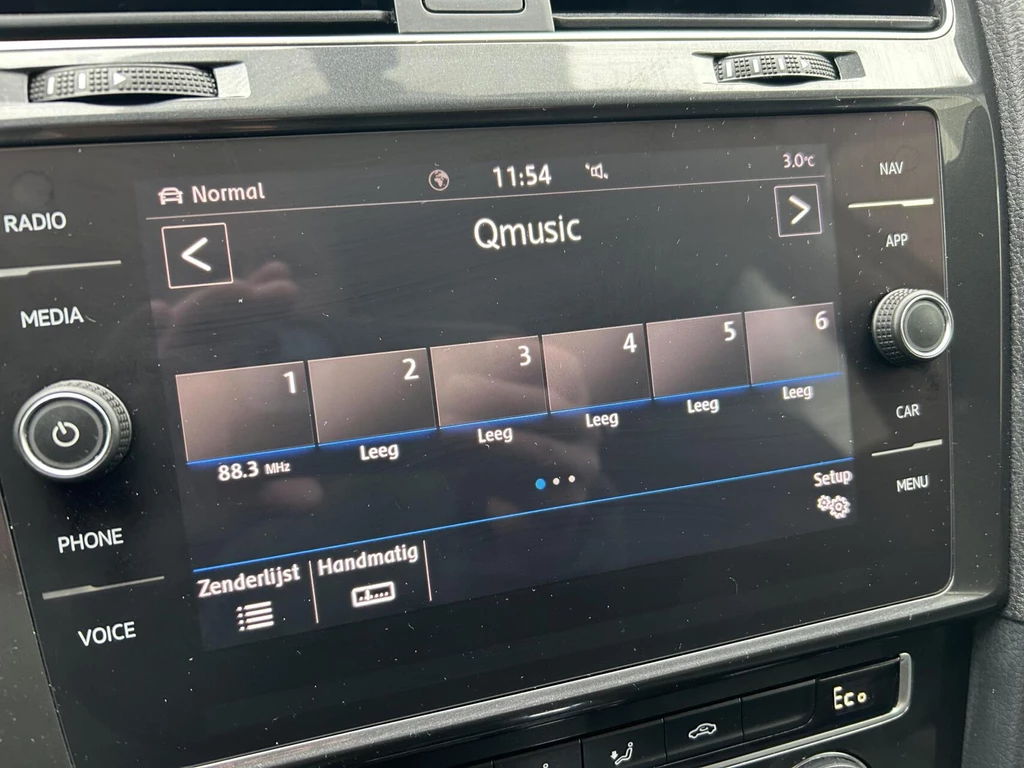 Normal
11:54
3.0°C
Qmusic
RADIO
MEDIA
PHONE
VOICE
NAV
APP
CAR
MENU
1
2
3
4
5
6
88.3 MHz
Leeg
Leeg
Leeg
Leeg
Leeg
Setup
Zenderlijst
Handmatig
Eco